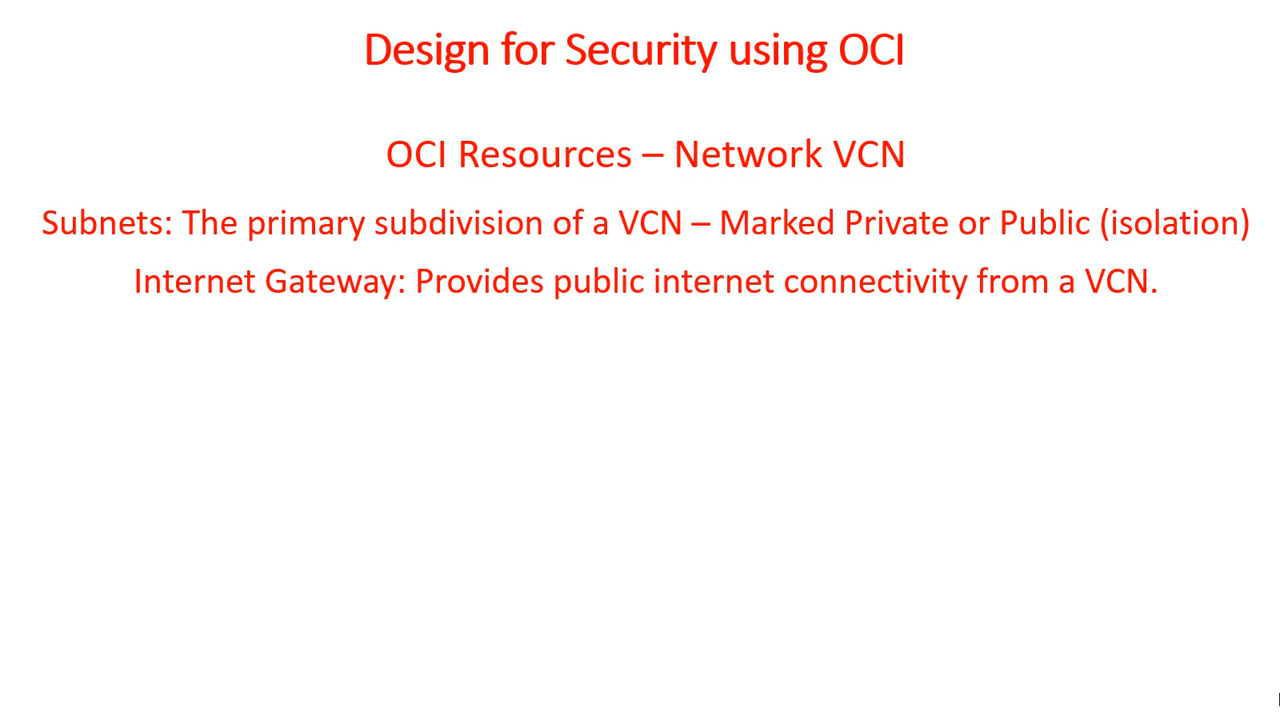 Design for Security using OCI
OCI Resources – Network VCN
Subnets: The primary subdivision of a VCN – Marked Private or Public (isolation)
Internet Gateway: Provides public internet connectivity from a VCN.